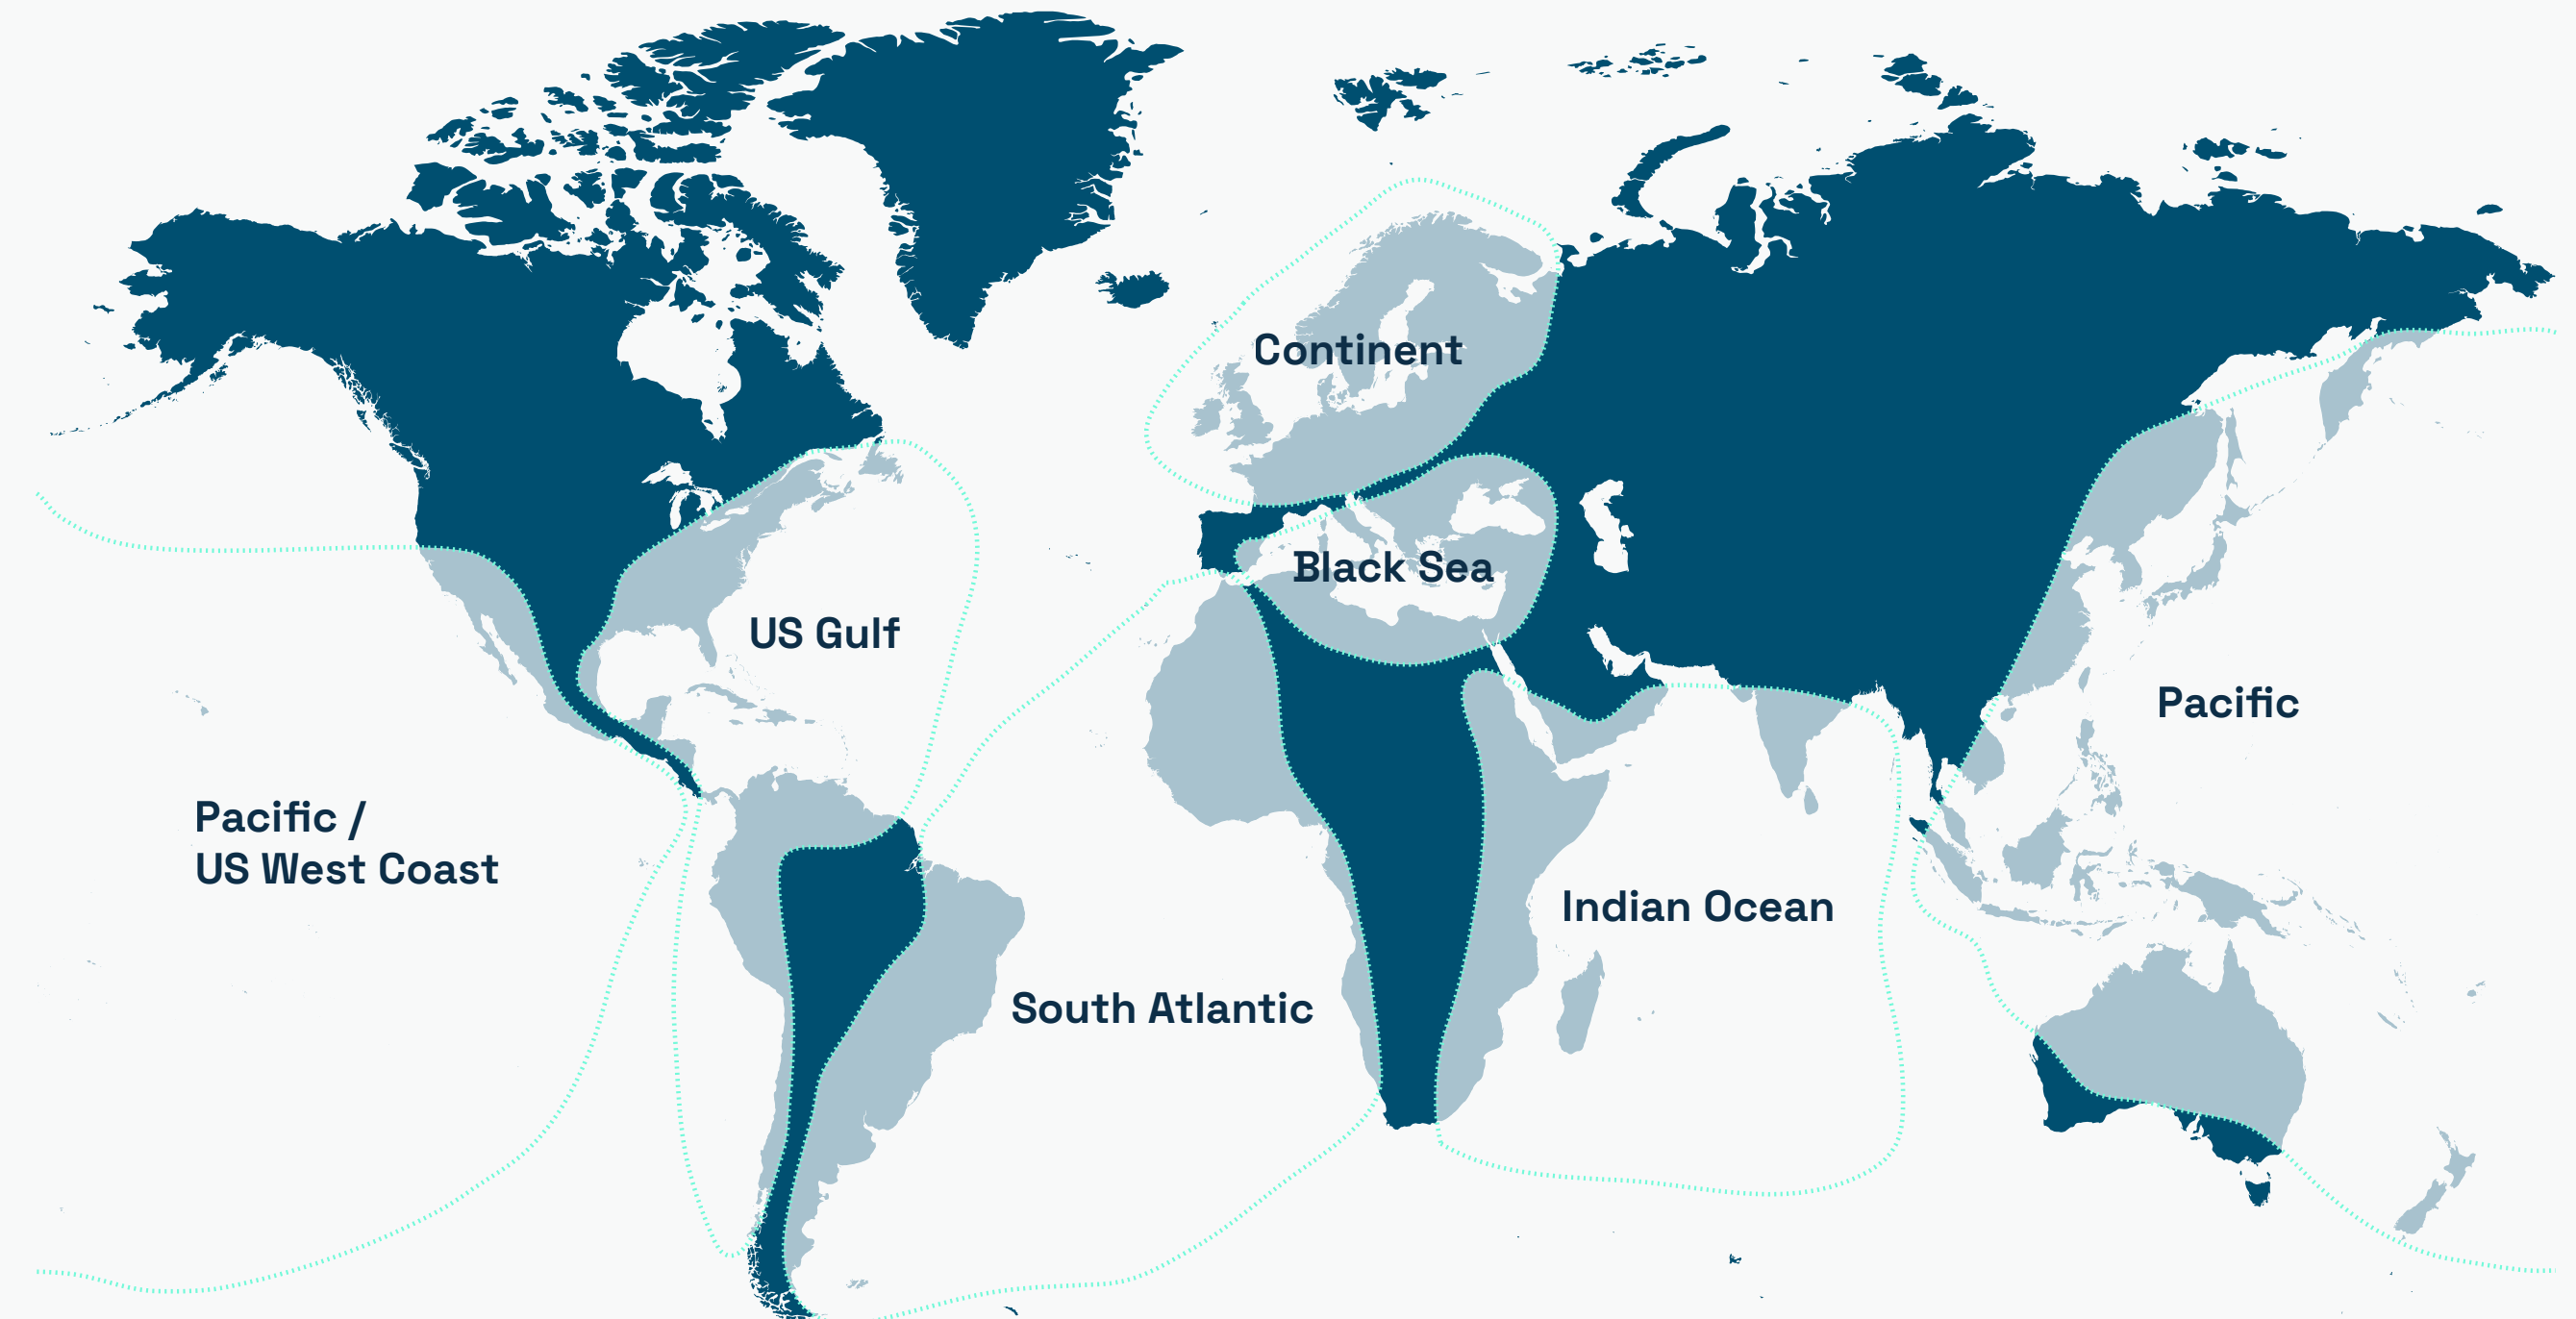 Continent
Black Sea
US Gulf
Pacific
Pacific /
US West Coast
Indian Ocean
South Atlantic